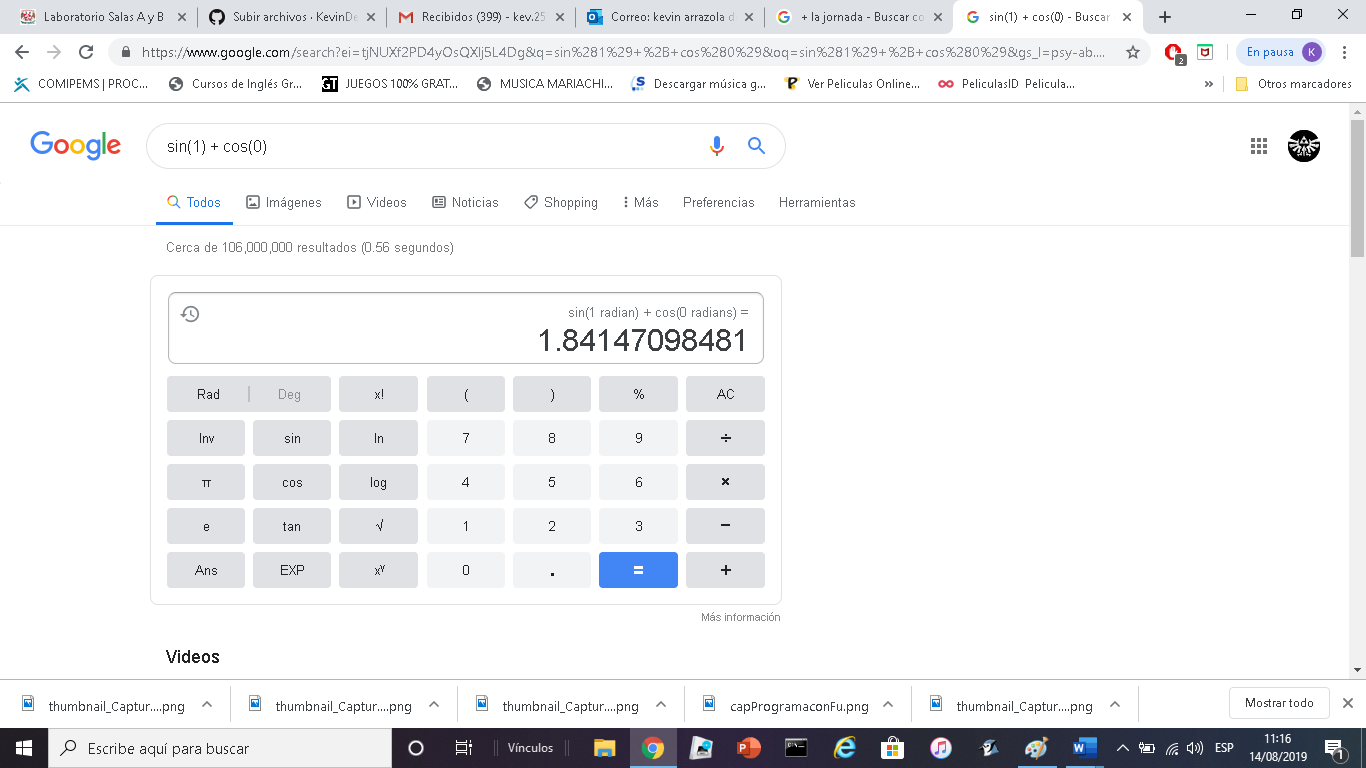 Laboratorio Salas A y B
Subir archivos · KavinDe
Recibidos (399) - kev.25
Correo: kevin arrazola d
+ la jornada - Buscar co
sin(1) + cos(0) - Buscar
https://www.google.com/search?ei=tjNUXf2PD4yOsQXIj5L4Dg&q=sin%281%29+%2B+cos%280%29&oq=sin%281%29+%2B+cos%280%29&gs_l=psy-ab....
2
En pausa K
COMIPEMS | PROC...
Cursos de Inglés Gr...
GT JUEGOS 100% GRAT...
MUSICA MARIACHI...
Descargar música g...
Ver Peliculas Online...
PeliculasID Pelicula...
»
Otros marcadores
Google
sin(1) + cos(0)
Todos
Imágenes
Videos
Noticias
Shopping
Más
Preferencias
Herramientas
Cerca de 106,000,000 resultados (0.56 segundos)
sin(1 radian) + cos(0 radians) =
1.84147098481
Rad | Deg x! ( ) % AC
Inv sin ln 7 8 9 ÷
π cos log 4 5 6 ×
e tan √ 1 2 3 −
Ans EXP xʸ 0 . = +
Más información
Videos
thumbnail_Captur....png
thumbnail_Captur....png
thumbnail_Captur....png
capProgramaconFu.png
thumbnail_Captur....png
Mostrar todo
Escribe aquí para buscar
Vínculos
ESP
11:16
14/08/2019
1